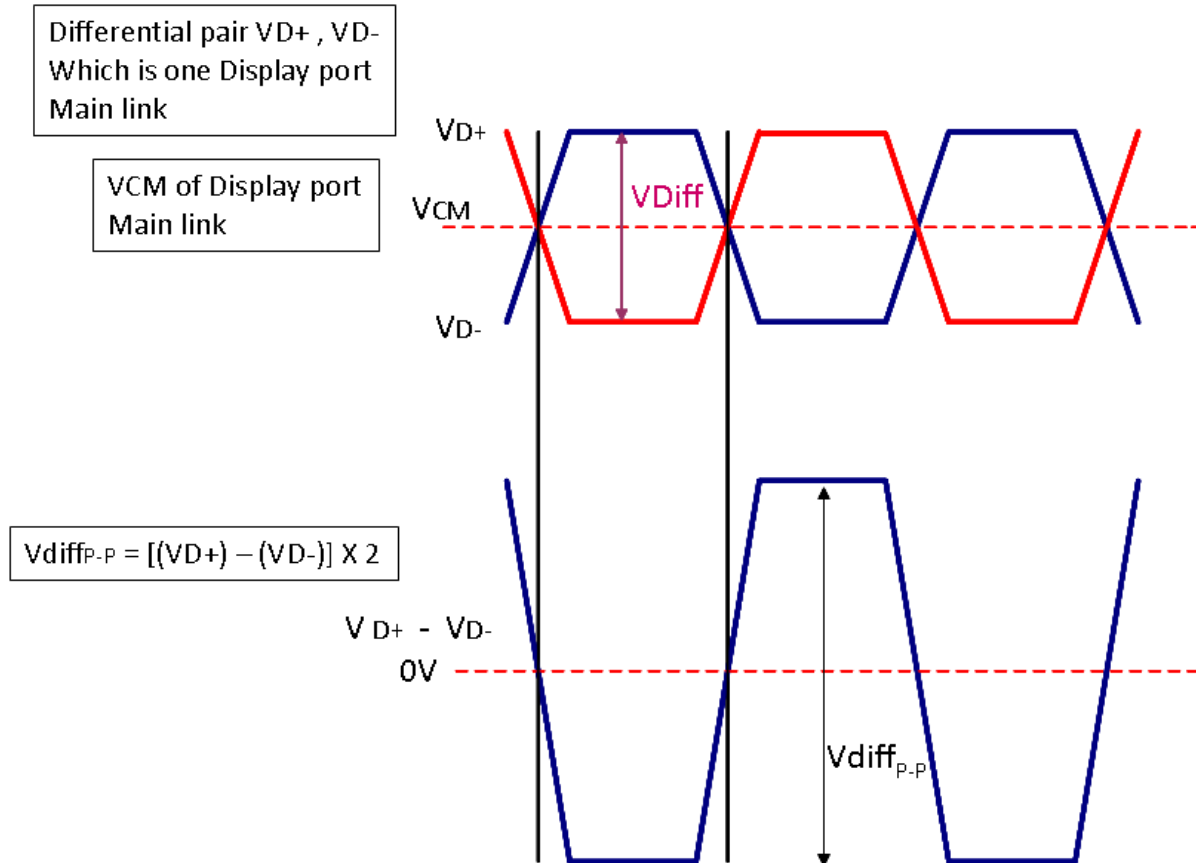 Differential pair VD+ , VD-
Which is one Display port
Main link
VCM of Display port
Main link
VD+
VDiff
VCM
VD-
VdiffP-P = [(VD+) – (VD-)] X 2
V D+ - VD-
0V
VdiffP-P